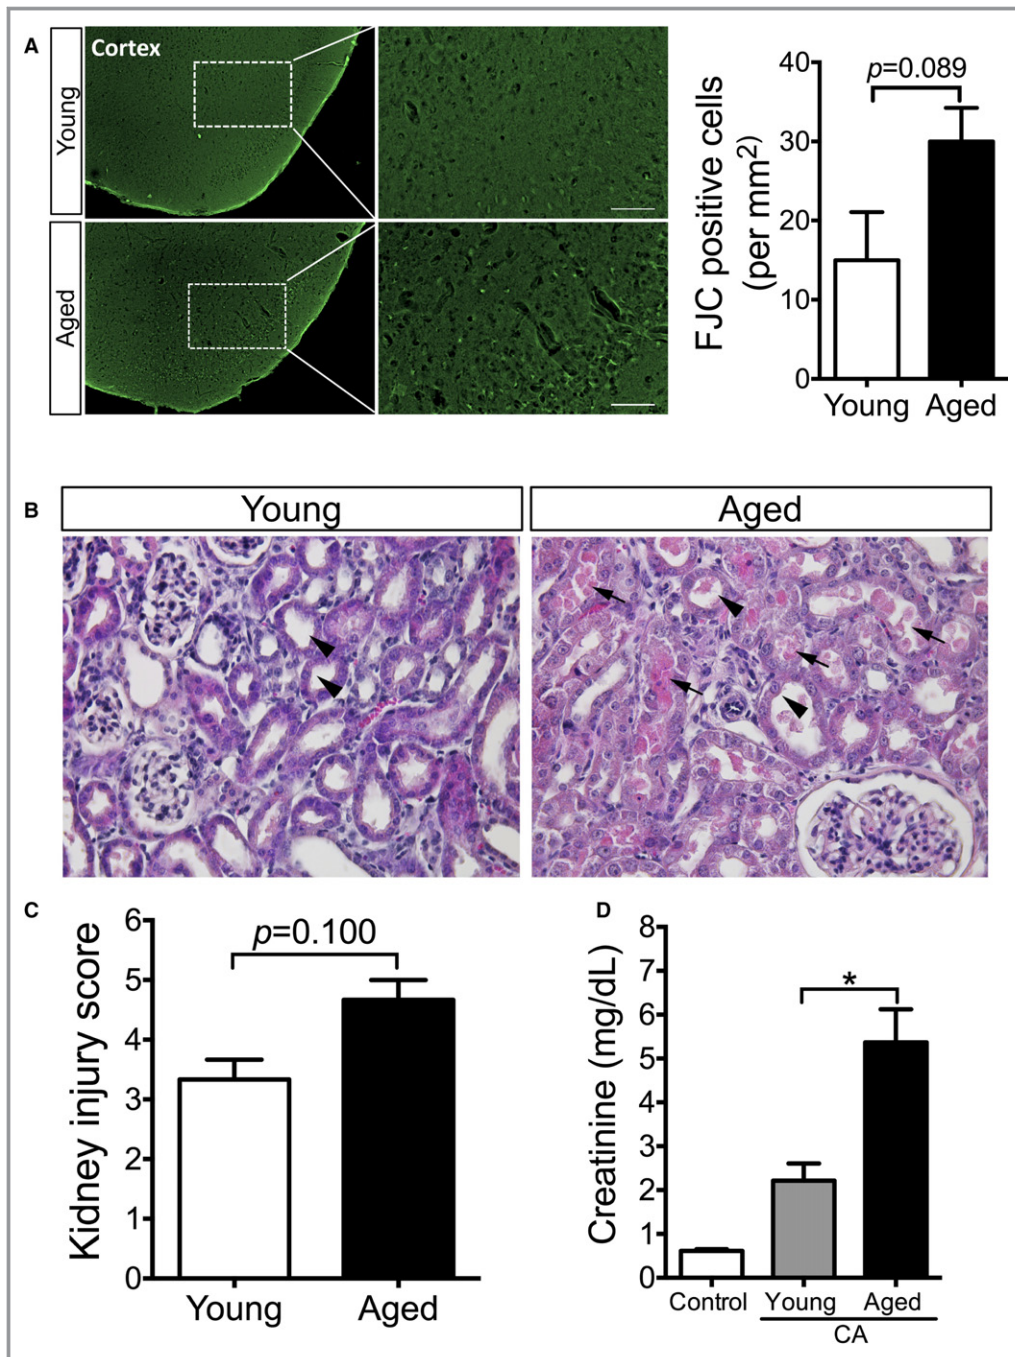 A
Young
Cortex
Aged
FJC positive cells
(per mm²)
40
30
20
10
0
p=0.089
Young Aged
B
Young
Aged
C
Kidney injury score
6
5
4
3
2
1
0
p=0.100
Young Aged
D
Creatinine (mg/dL)
8
7
6
5
4
3
2
1
0
*
Control Young Aged
CA